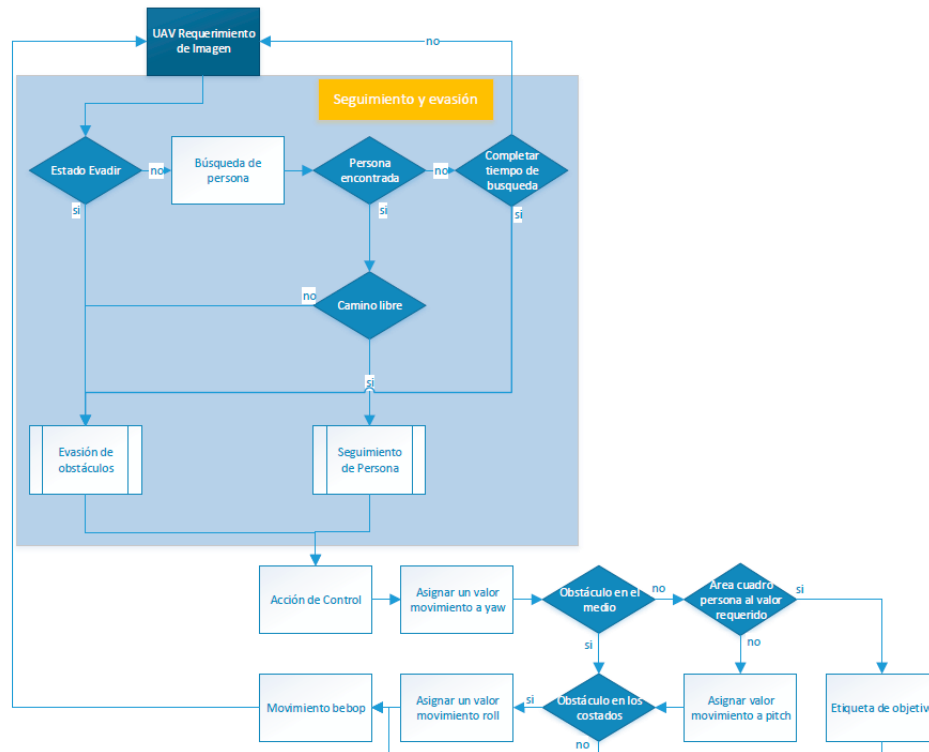 UAV Requerimiento
de Imagen
no
Seguimiento y evasión
Estado Evadir
no
Búsqueda de
persona
Persona
encontrada
no
Completar
tiempo de
busqueda
si
si
si
no
Camino libre
si
Evasión de
obstáculos
Seguimiento
de Persona
Acción de Control
Asignar un valor
movimiento a yaw
Obstáculo en el
medio
no
Area cuadro
persona al valor
requerido
si
si
no
Movimiento bebop
Asignar un valor
movimiento roll
si
Obstáculo en los
costados
Asignar valor
movimiento a pitch
Etiqueta de objetivo
no